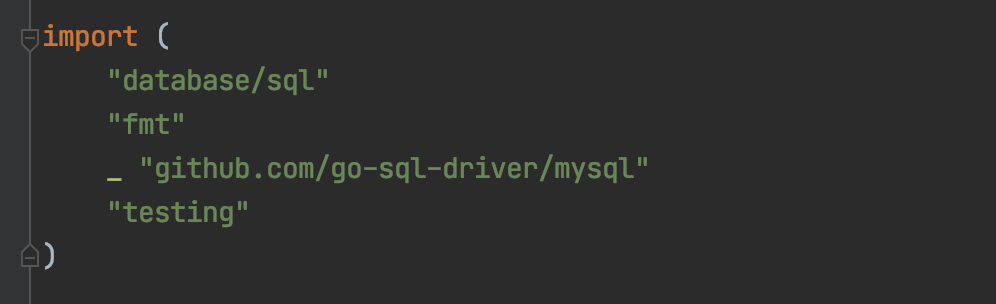 import (
    "database/sql"
    "fmt"
    _ "github.com/go-sql-driver/mysql"
    "testing"
)